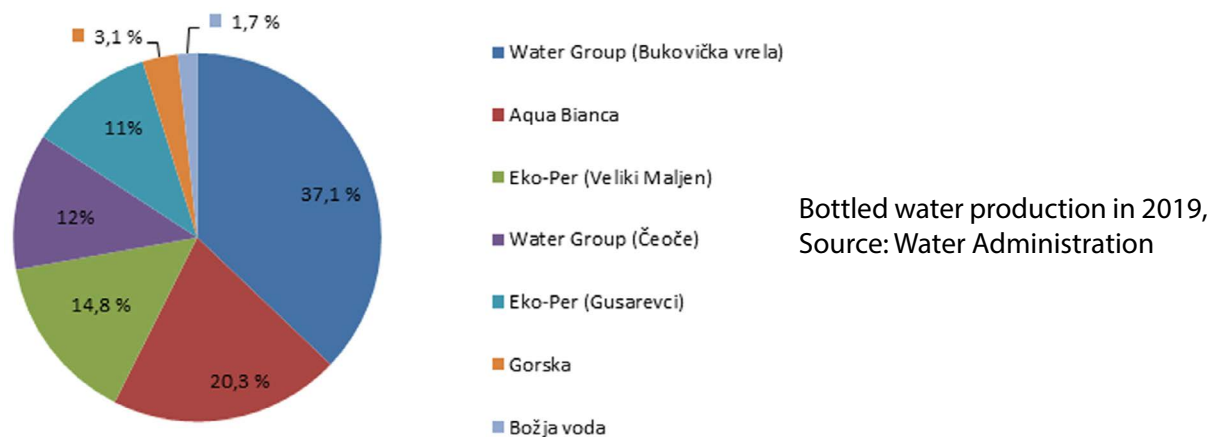 3,1 %
1,7 %
11%
37,1 %
12%
14,8 %
20,3 %
Water Group (Bukovička vrela)
Aqua Bianca
Eko-Per (Veliki Maljen)
Water Group (Čeoče)
Eko-Per (Gusarevci)
Gorska
Božja voda
Bottled water production in 2019,
Source: Water Administration